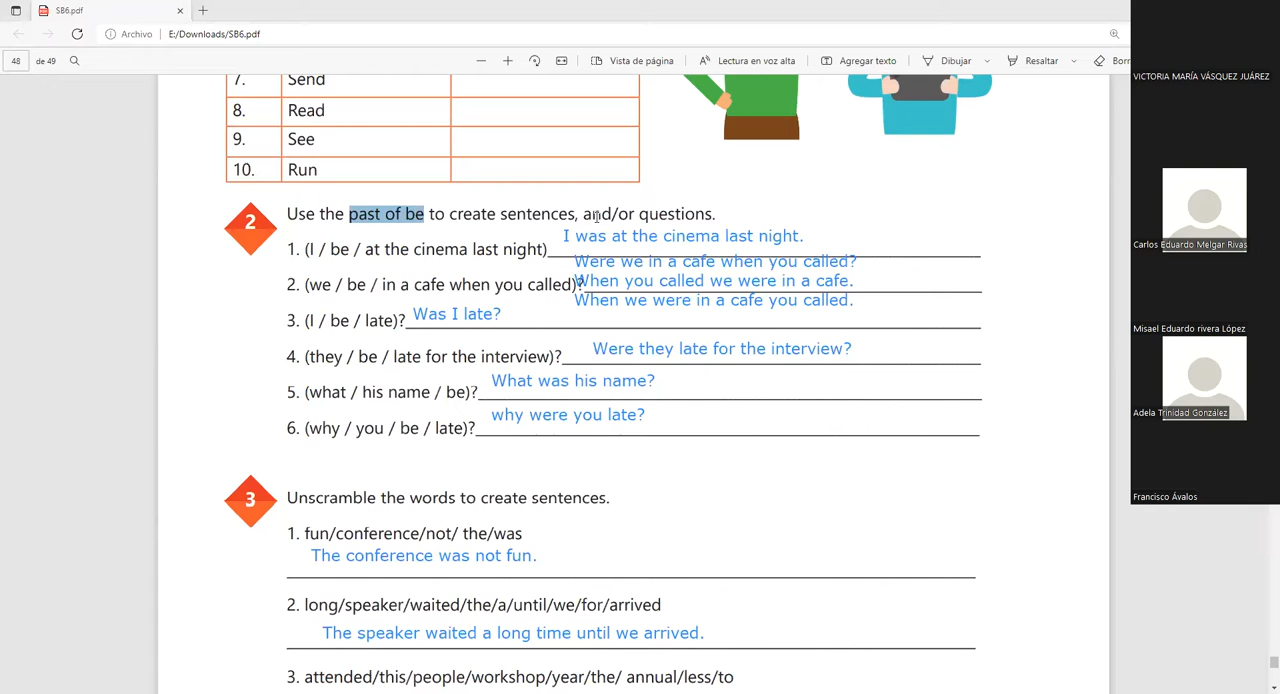 SB6.pdf
Archivo
E:/Downloads/SB6.pdf
48 de 49
Vista de página
Lectura en voz alta
Agregar texto
Dibujar
Resaltar
Borr
7. Send
8. Read
9. See
10. Run
2 Use the past of be to create sentences, and/or questions.
1. (I / be / at the cinema last night) I was at the cinema last night.
Were we in a cafe when you called?
2. (we / be / in a cafe when you called)? When you called we were in a cafe.
When we were in a cafe you called.
3. (I / be / late)? Was I late?
4. (they / be / late for the interview)? Were they late for the interview?
5. (what / his name / be)? What was his name?
6. (why / you / be / late)? why were you late?
3 Unscramble the words to create sentences.
1. fun/conference/not/ the/was
The conference was not fun.
2. long/speaker/waited/the/a/until/we/for/arrived
The speaker waited a long time until we arrived.
3. attended/this/people/workshop/year/the/ annual/less/to
VICTORIA MARÍA VÁSQUEZ JUÁREZ
Carlos Eduardo Melgar Rivas
Misael Eduardo rivera López
Adela Trinidad González
Francisco Ávalos